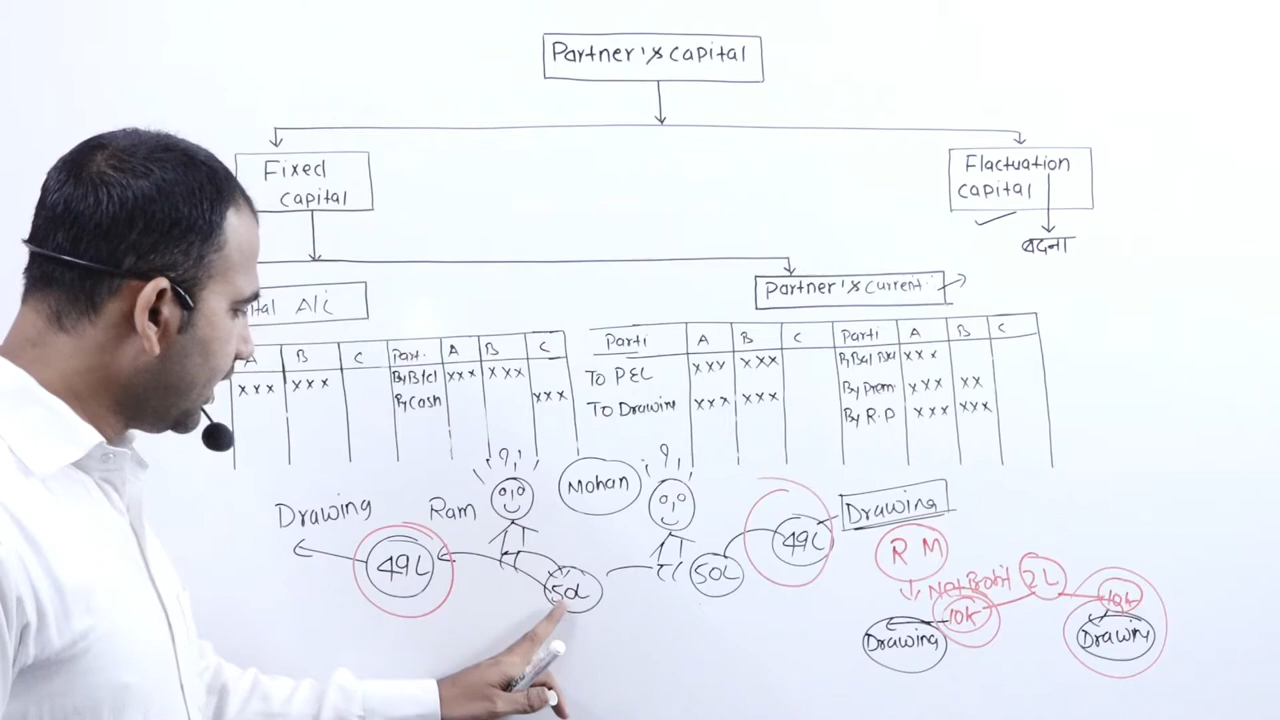 Partner's capital
Fixed
capital
Flactuation
capital
बदना
ital A/c
Partner's current
A B C Part. A B C
xxx xxx By B/d xxx xxx
By Cash xxx
Parti A B C Parti A B C
To PEL xxx xxx By Bal xxx
To Drawing xxx xxx By Prem xxx xx
By R.P xxx xxx
Drawing
Ram
Mohan
Drawing
49L
50L
50L
49L
R M
Net Profit 2L
10K
10K
Drawing
Drawing